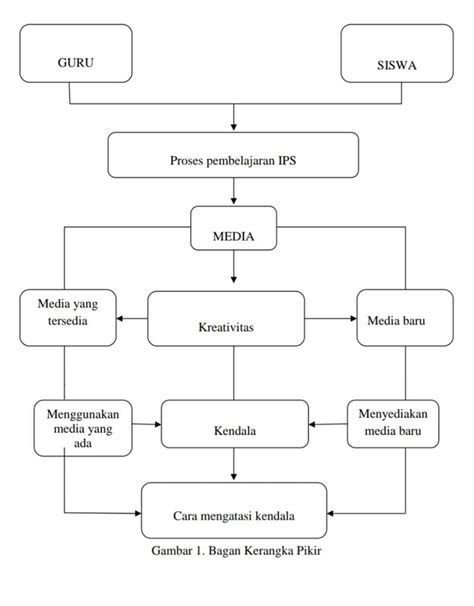 GURU
SISWA
Proses pembelajaran IPS
MEDIA
Media yang
tersedia
Kreativitas
Media baru
Menggunakan
media yang
ada
Kendala
Menyediakan
media baru
Cara mengatasi kendala
Gambar 1. Bagan Kerangka Pikir